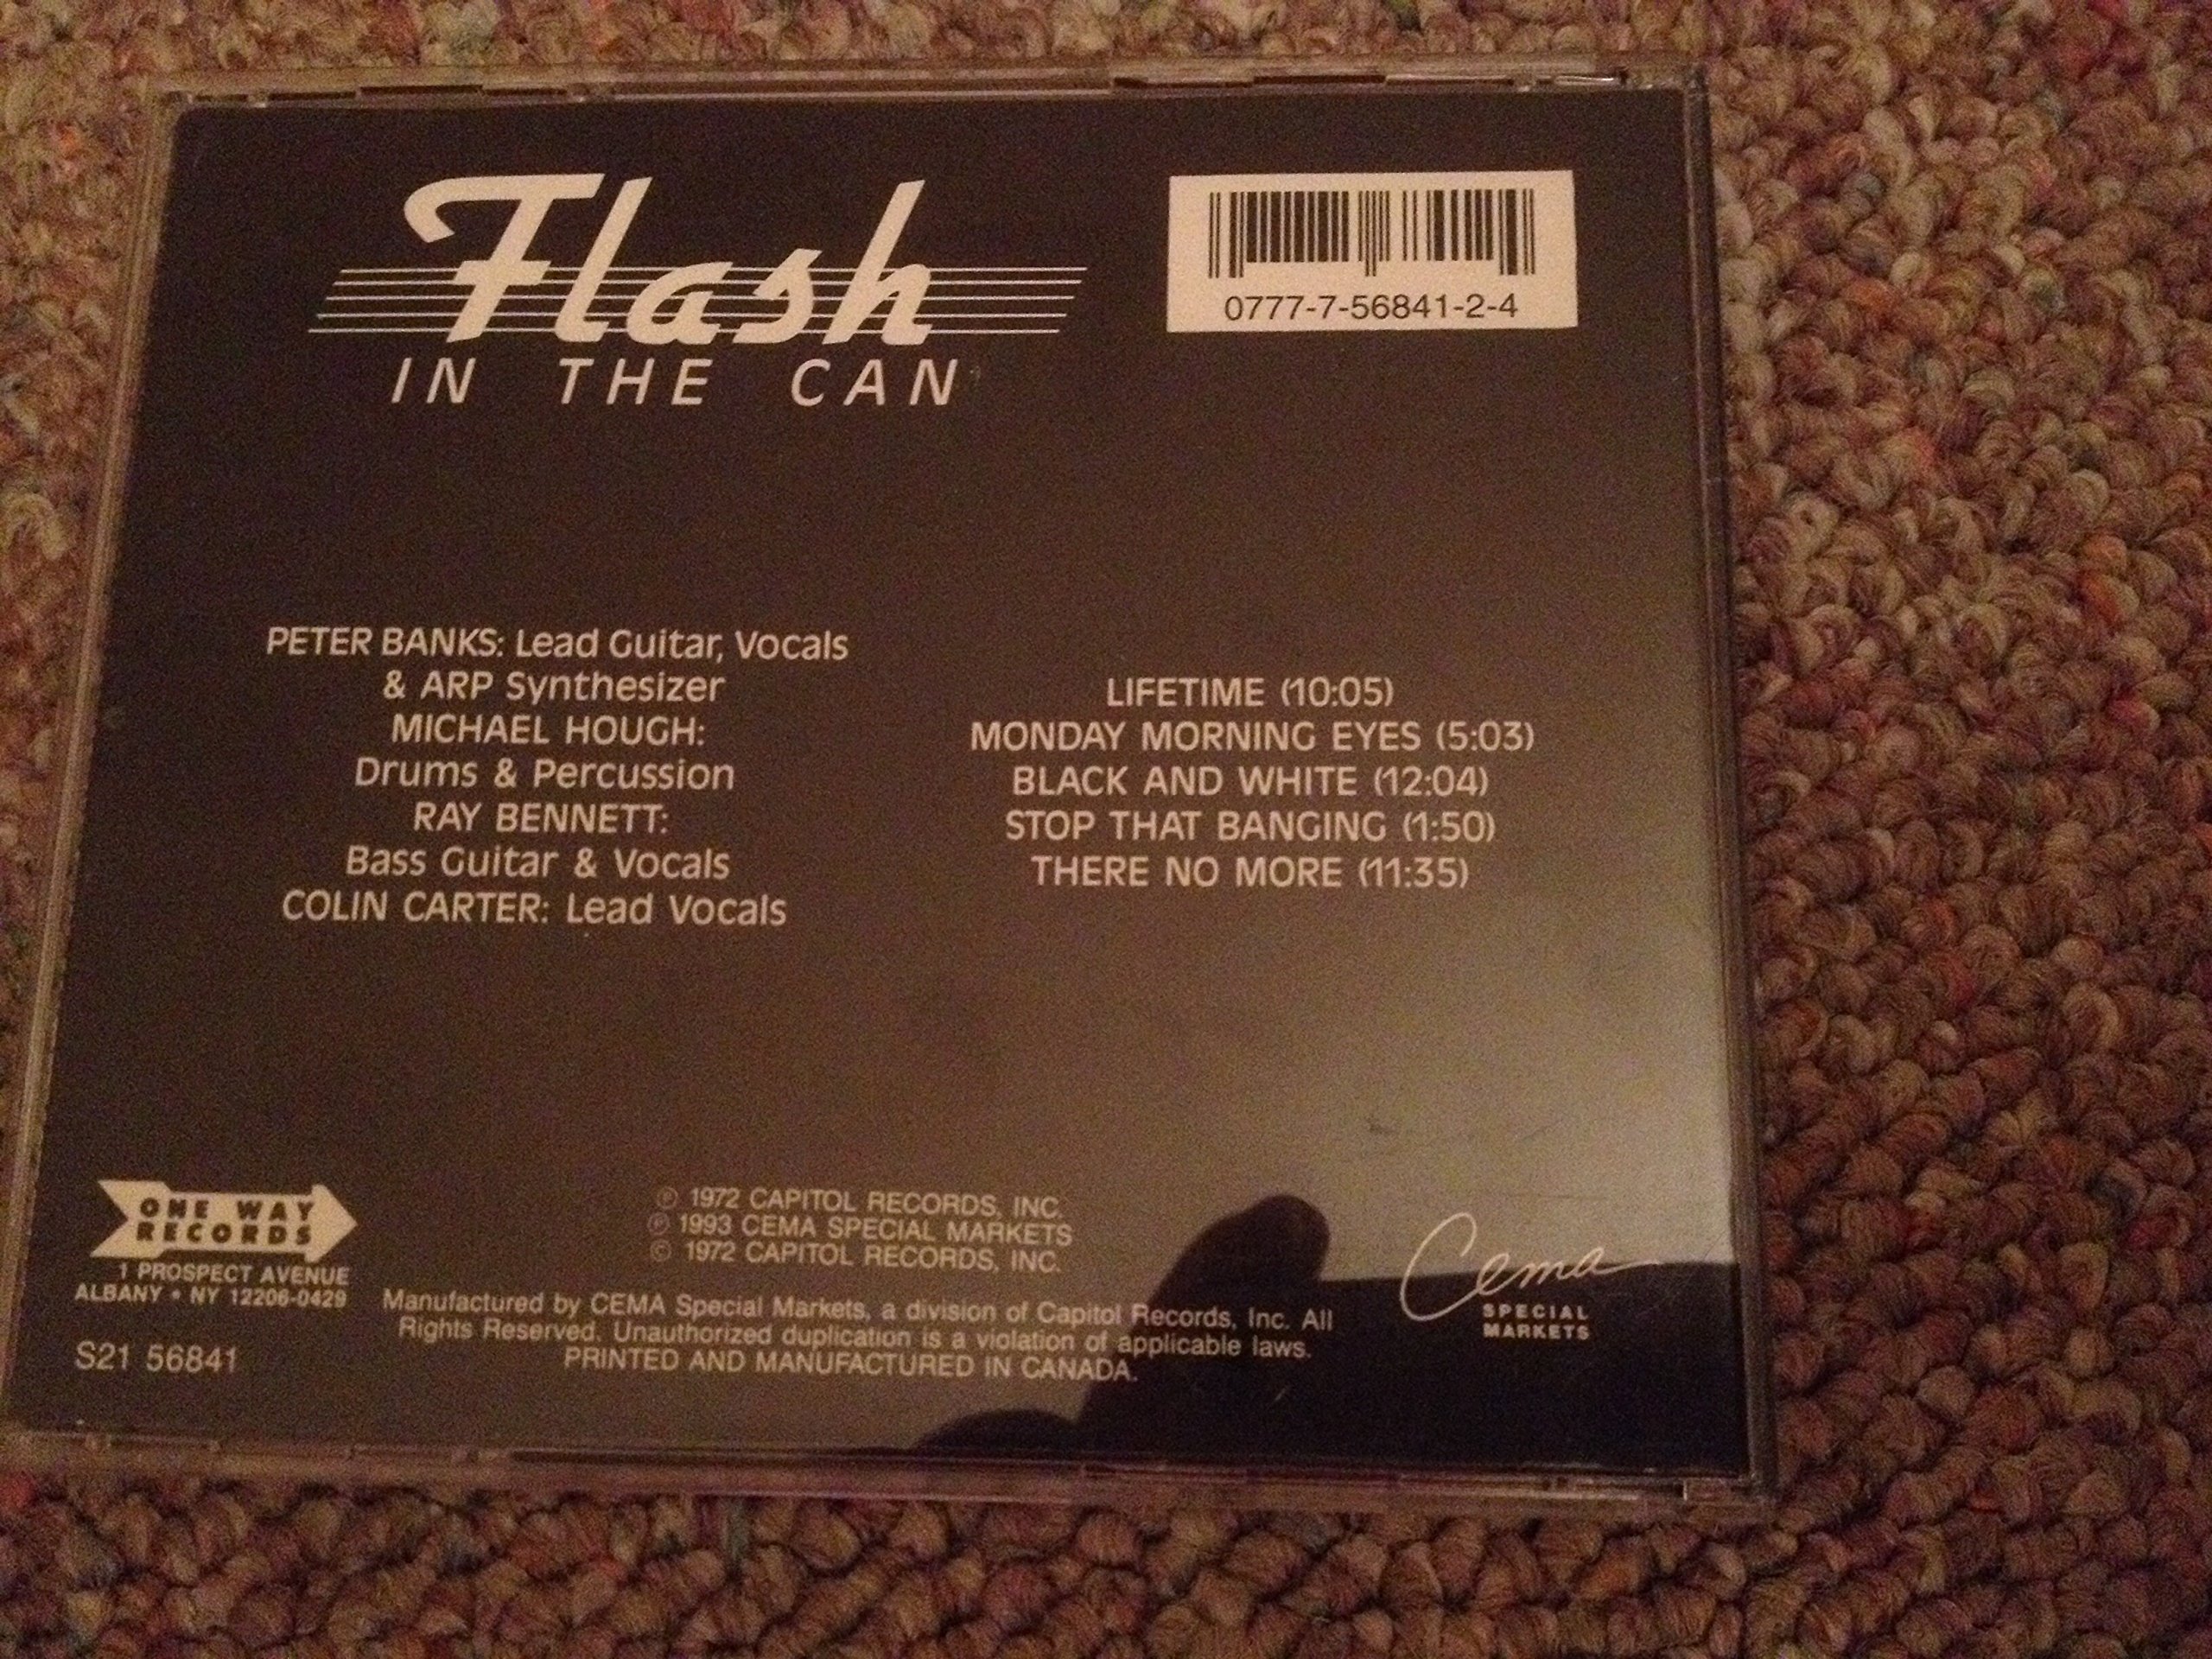 Flash
IN THE CAN
0777-7-56841-2-4
PETER BANKS: Lead Guitar, Vocals
& ARP Synthesizer
MICHAEL HOUGH:
Drums & Percussion
RAY BENNETT:
Bass Guitar & Vocals
COLIN CARTER: Lead Vocals
LIFETIME (10:05)
MONDAY MORNING EYES (5:03)
BLACK AND WHITE (12:04)
STOP THAT BANGING (1:50)
THERE NO MORE (11:35)
ONE WAY
RECORDS
1 PROSPECT AVENUE
ALBANY • NY 12206-0429
S21 56841
℗ 1972 CAPITOL RECORDS, INC.
℗ 1993 CEMA SPECIAL MARKETS
© 1972 CAPITOL RECORDS, INC.
Manufactured by CEMA Special Markets, a division of Capitol Records, Inc. All
Rights Reserved. Unauthorized duplication is a violation of applicable laws.
PRINTED AND MANUFACTURED IN CANADA.
Cema
SPECIAL
MARKETS